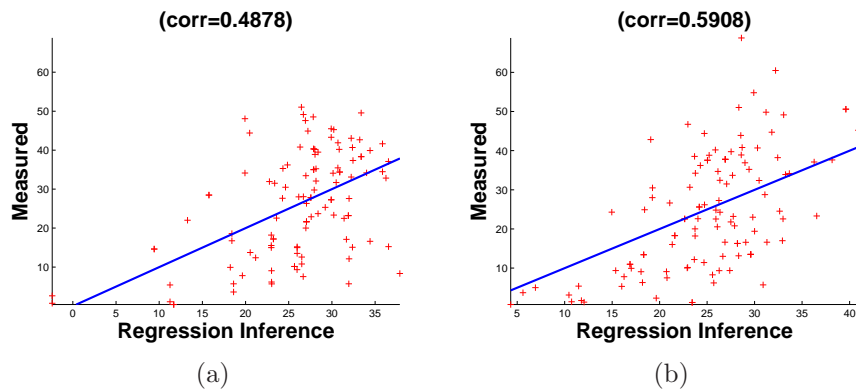 (corr=0.4878)
Measured
60
50
40
30
20
10
0 5 10 15 20 25 30 35
Regression Inference
(a)
(corr=0.5908)
Measured
60
50
40
30
20
10
5 10 15 20 25 30 35 40
Regression Inference
(b)